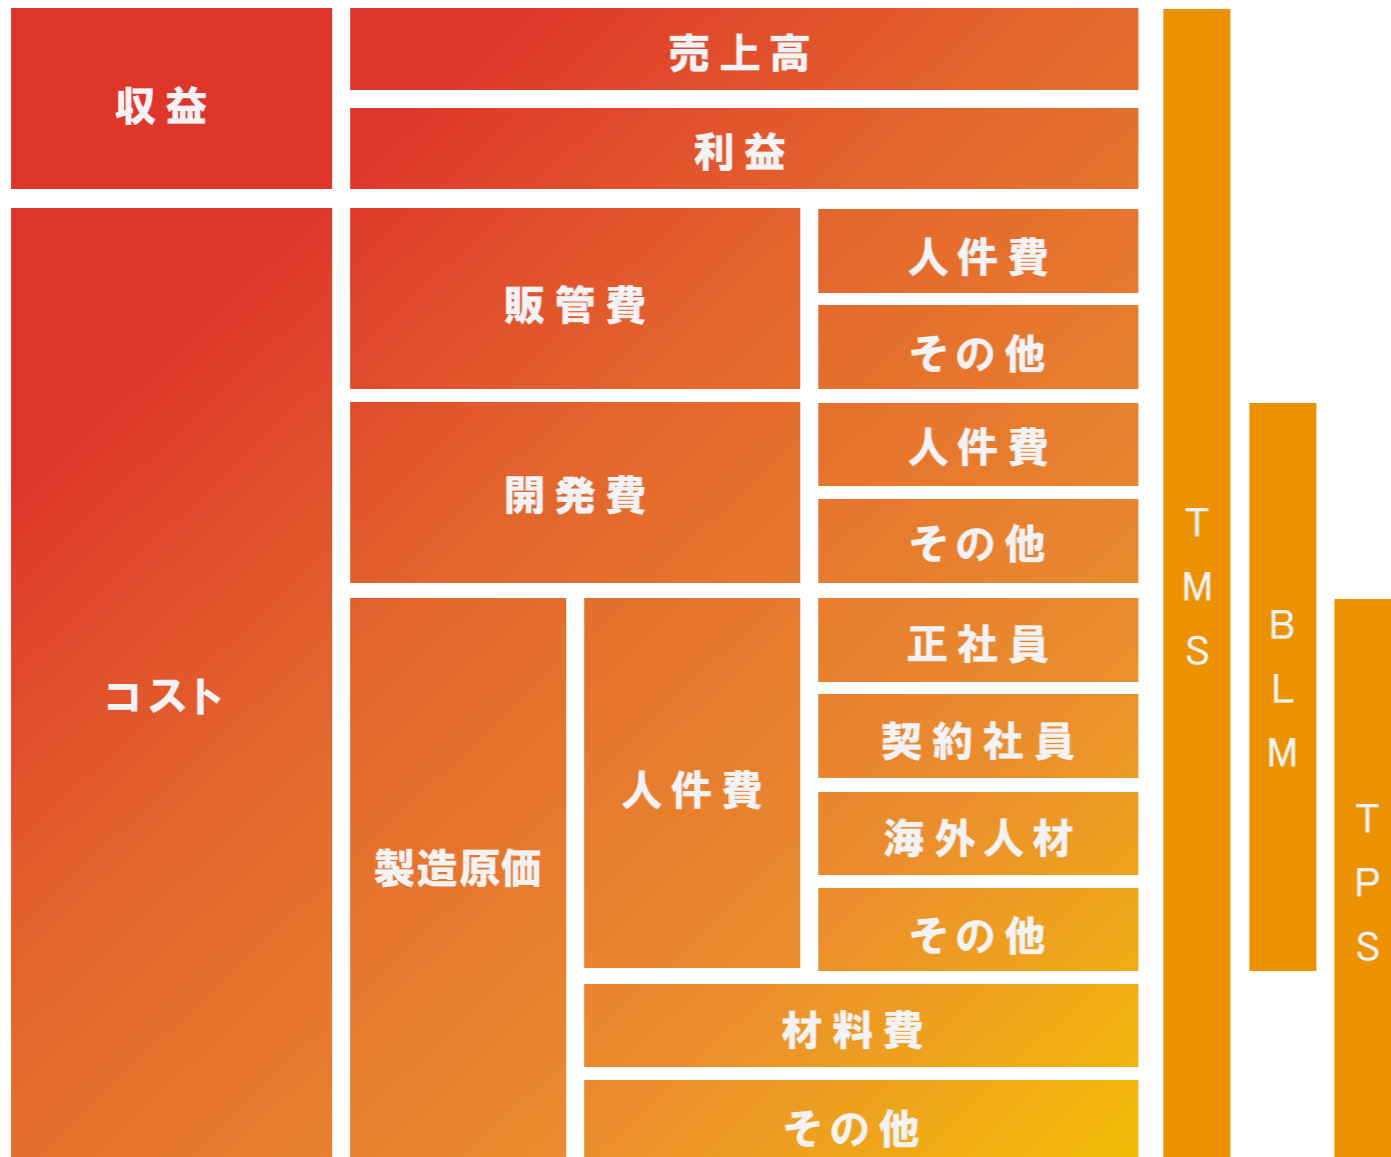 収益
売上高
利益
コスト
販管費
人件費
その他
開発費
人件費
その他
製造原価
人件費
正社員
契約社員
海外人材
その他
材料費
その他
TMS
BLM
TPS